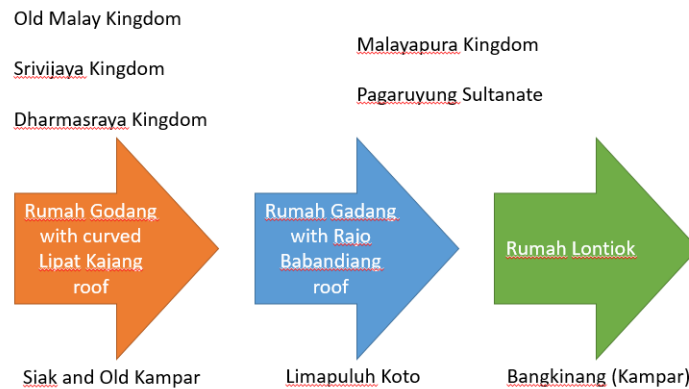 Old Malay Kingdom
Srivijaya Kingdom
Dharmasraya Kingdom
Malayapura Kingdom
Pagaruyung Sultanate
Rumah Godang
with curved
Lipat Kajang
roof
Rumah Gadang
with Rajo
Babandiang
roof
Rumah Lontiok
Siak and Old Kampar
Limapuluh Koto
Bangkinang (Kampar)